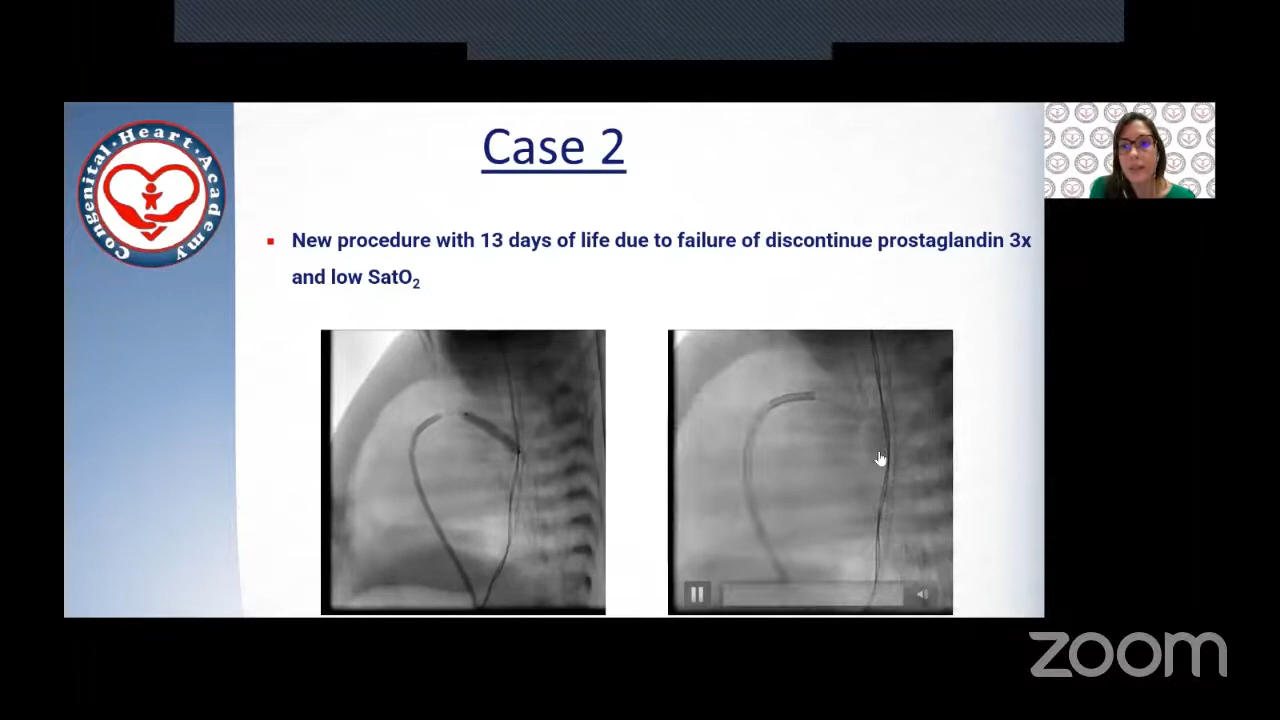 Case 2
Congenital·Heart·Academy
New procedure with 13 days of life due to failure of discontinue prostaglandin 3x
and low SatO₂
zoom